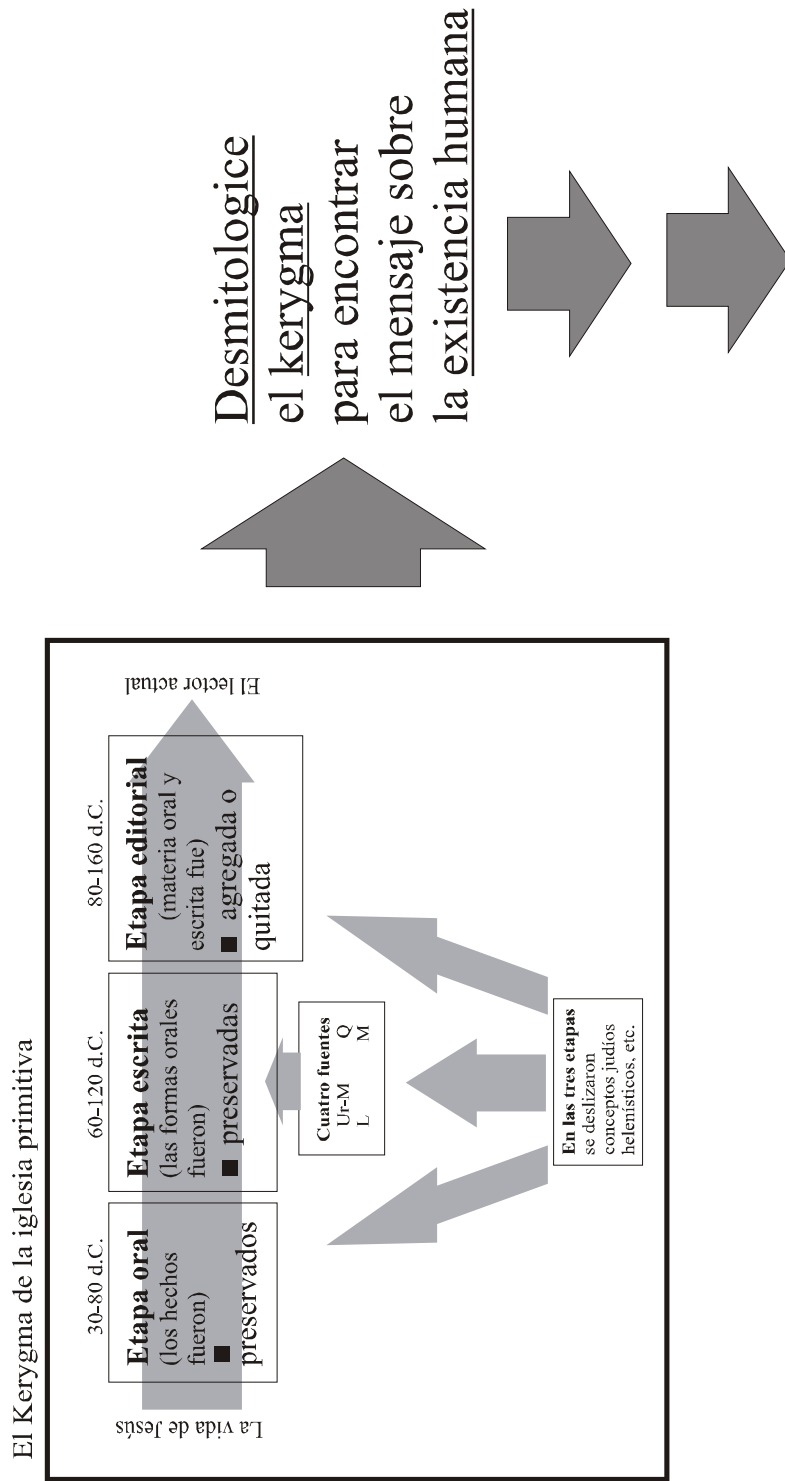 El Kerygma de la iglesia primitiva
La vida de Jesús
30-80 d.C.
Etapa oral
(los hechos
fueron)
■ preservados
60-120 d.C.
Etapa escrita
(las formas orales
fueron)
■ preservadas
80-160 d.C.
Etapa editorial
(materia oral y
escrita fue)
■ agregada o
quitada
El lector actual
Cuatro fuentes
Ur-M Q
L M
En las tres etapas
se deslizaron
conceptos judíos
helenísticos, etc.
Desmitologice
el kerygma
para encontrar
el mensaje sobre
la existencia humana